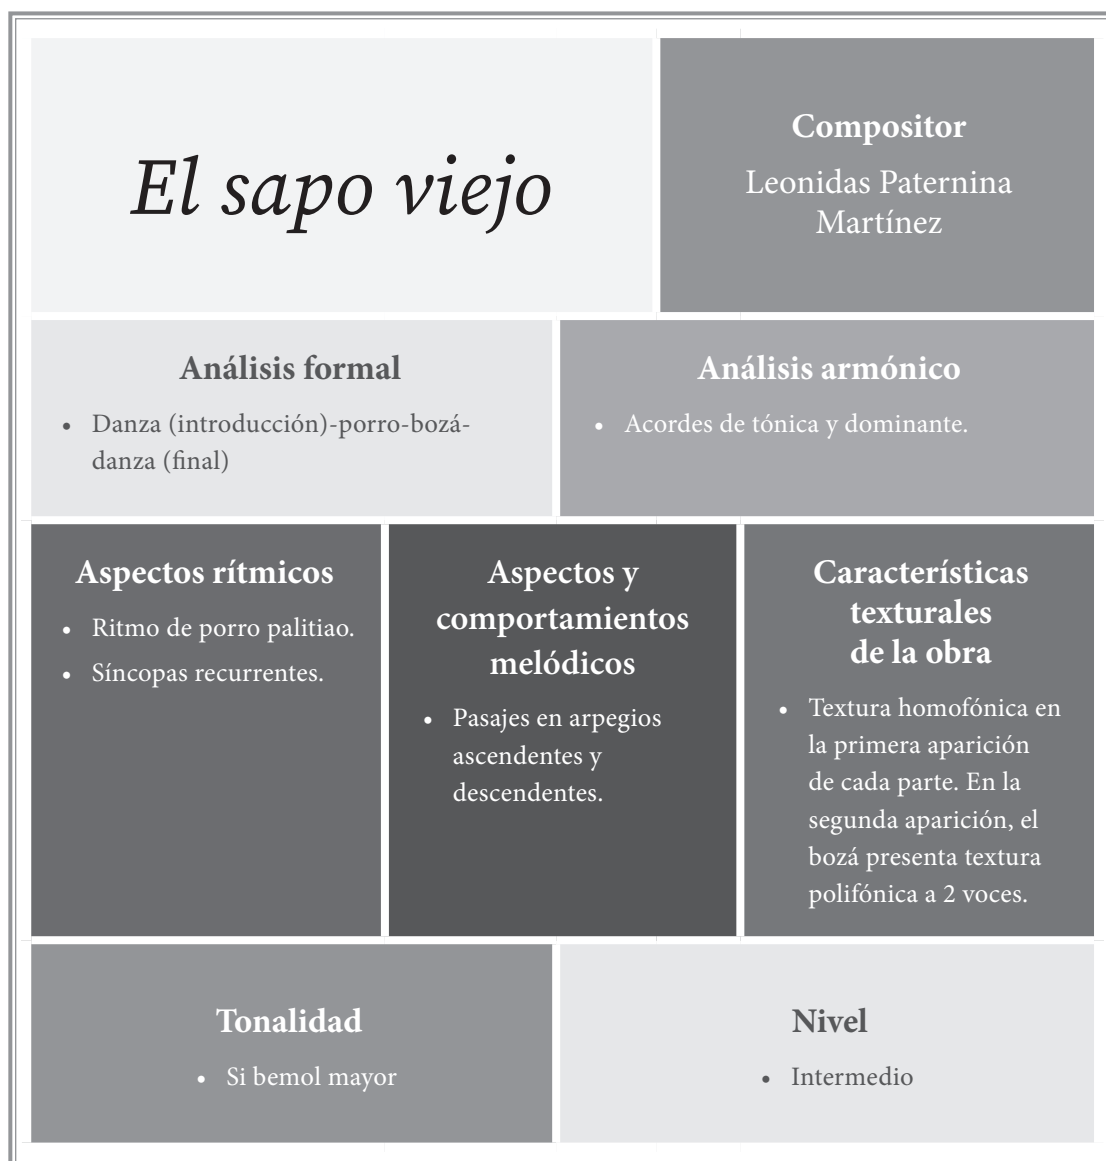 El sapo viejo
Compositor
Leonidas Paternina
Martínez
Análisis formal
• Danza (introducción)-porro-bozá-
danza (final)
Análisis armónico
• Acordes de tónica y dominante.
Aspectos rítmicos
• Ritmo de porro palitiao.
• Síncopas recurrentes.
Aspectos y
comportamientos
melódicos
• Pasajes en arpegios
ascendentes y
descendentes.
Características
texturales
de la obra
• Textura homofónica en
la primera aparición
de cada parte. En la
segunda aparición, el
bozá presenta textura
polifónica a 2 voces.
Tonalidad
• Si bemol mayor
Nivel
• Intermedio